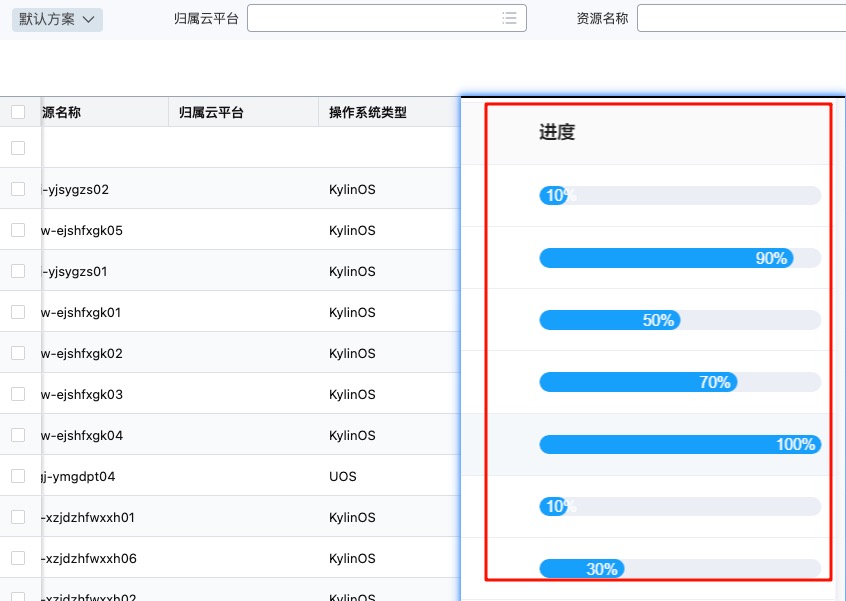 默认方案
归属云平台
资源名称
源名称 归属云平台 操作系统类型 进度
-yjsygzs02 KylinOS 10%
w-ejshfxgk05 KylinOS 90%
-yjsygzs01 KylinOS
w-ejshfxgk01 KylinOS 50%
w-ejshfxgk02 KylinOS
w-ejshfxgk03 KylinOS 70%
w-ejshfxgk04 KylinOS 100%
j-ymgdpt04 UOS
-xzjdzhfwxxh01 KylinOS 10%
-xzjdzhfwxxh06 KylinOS 30%
-xzjdzhfwxxh02 KylinOS